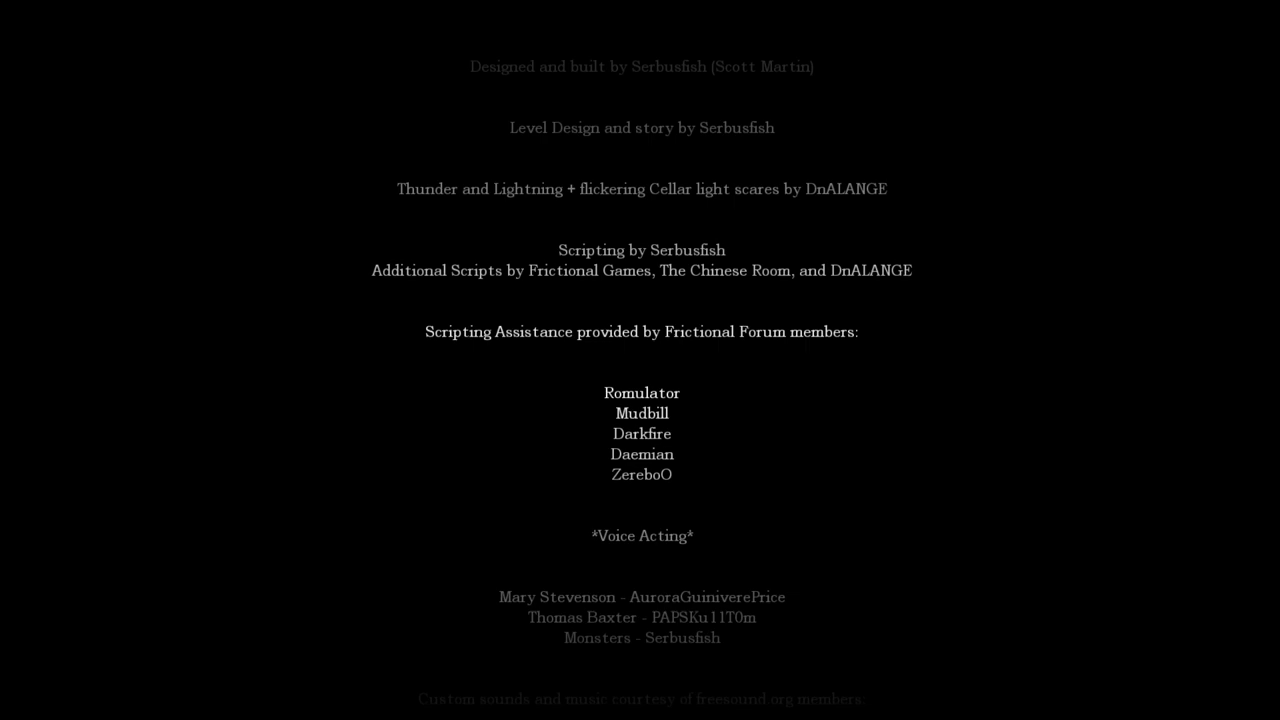 Designed and built by Serbusfish (Scott Martin)
Level Design and story by Serbusfish
Thunder and Lightning + flickering Cellar light scares by DnALANGE
Scripting by Serbusfish
Additional Scripts by Frictional Games, The Chinese Room, and DnALANGE
Scripting Assistance provided by Frictional Forum members:
Romulator
Mudbill
Darkfire
Daemian
ZereboO
*Voice Acting*
Mary Stevenson - AuroraGuiniverePrice
Thomas Baxter - PAPSKu11T0m
Monsters - Serbusfish
Custom sounds and music courtesy of freesound.org members: